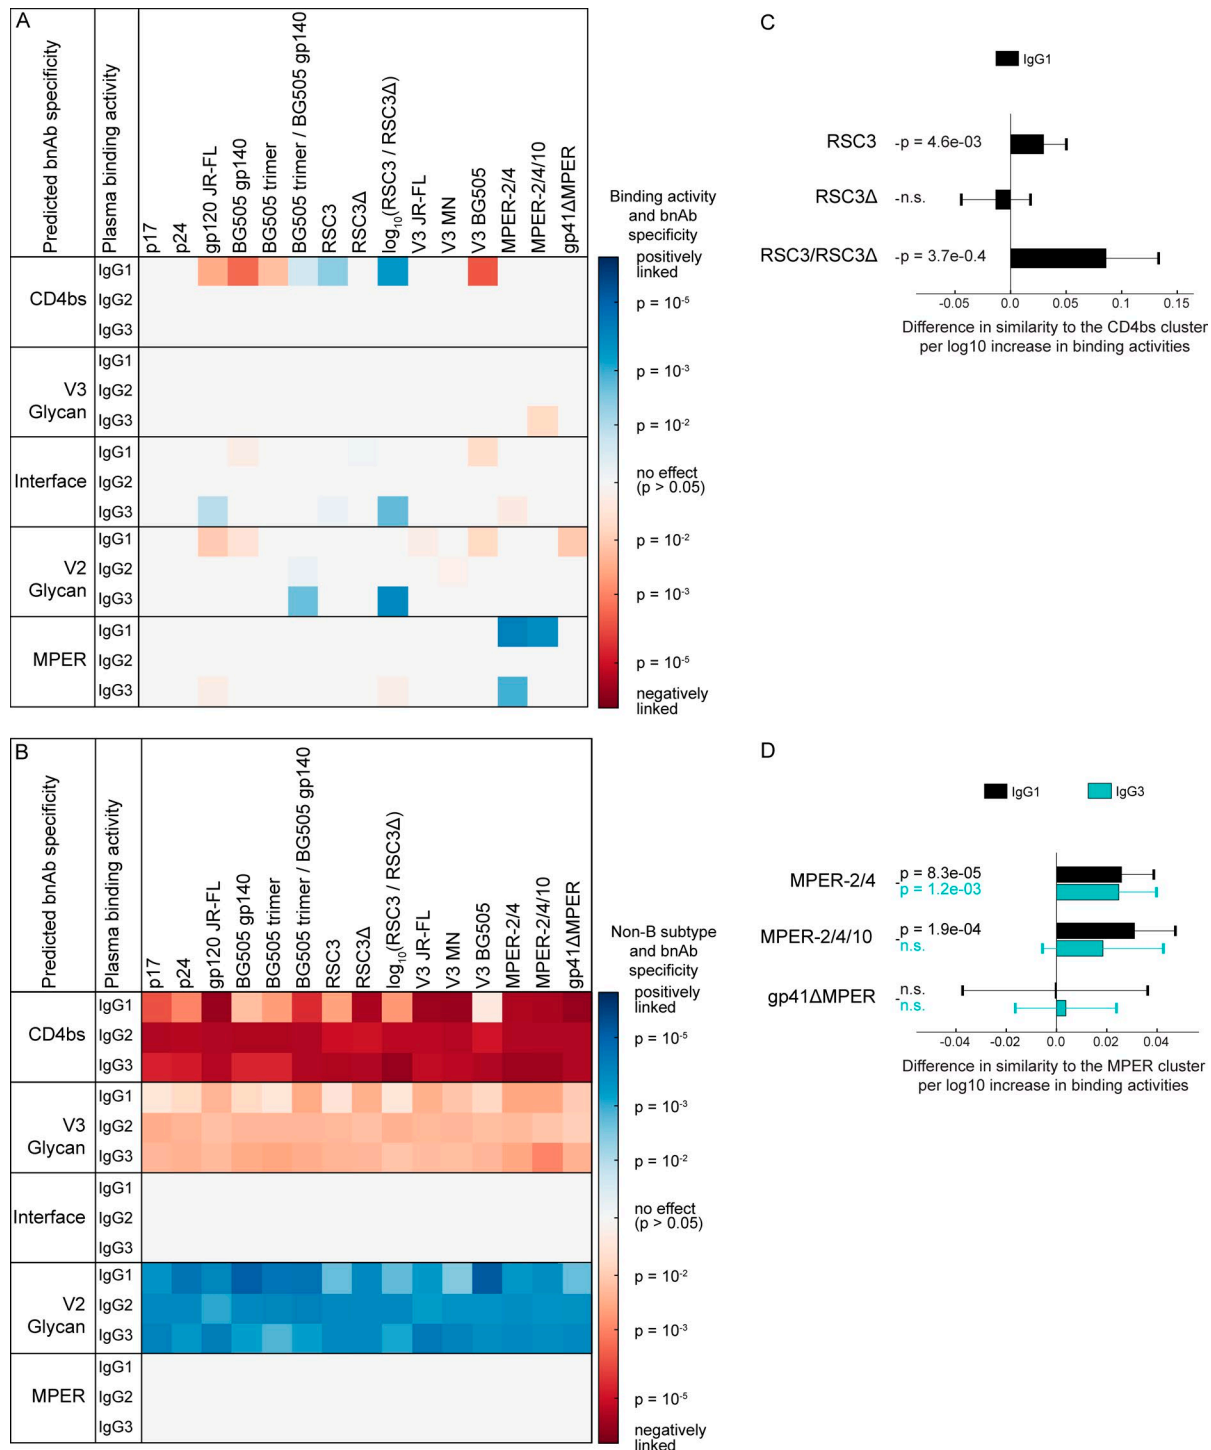 A
Predicted bnAb specificity
Plasma binding activity
p17
p24
gp120 JR-FL
BG505 gp140
BG505 trimer
BG505 trimer / BG505 gp140
RSC3
RSC3Δ
log10(RSC3 / RSC3Δ)
V3 JR-FL
V3 MN
V3 BG505
MPER-2/4
MPER-2/4/10
gp41ΔMPER
CD4bs
IgG1
IgG2
IgG3
V3
Glycan
IgG1
IgG2
IgG3
Interface
IgG1
IgG2
IgG3
V2
Glycan
IgG1
IgG2
IgG3
MPER
IgG1
IgG2
IgG3
Binding activity
and bnAb
specificity
positively
linked
p = 10-5
p = 10-3
p = 10-2
no effect
(p > 0.05)
p = 10-2
p = 10-3
p = 10-5
negatively
linked
C
IgG1
RSC3
p = 4.6e-03
RSC3Δ
n.s.
RSC3/RSC3Δ
p = 3.7e-0.4
-0.05 0.0 0.05 0.1 0.15
Difference in similarity to the CD4bs cluster
per log10 increase in binding activities
B
Predicted bnAb specificity
Plasma binding activity
p17
p24
gp120 JR-FL
BG505 gp140
BG505 trimer
BG505 trimer / BG505 gp140
RSC3
RSC3Δ
log10(RSC3 / RSC3Δ)
V3 JR-FL
V3 MN
V3 BG505
MPER-2/4
MPER-2/4/10
gp41ΔMPER
CD4bs
IgG1
IgG2
IgG3
V3
Glycan
IgG1
IgG2
IgG3
Interface
IgG1
IgG2
IgG3
V2
Glycan
IgG1
IgG2
IgG3
MPER
IgG1
IgG2
IgG3
Non-B subtype
and bnAb
specificity
positively
linked
p = 10-5
p = 10-3
p = 10-2
no effect
(p > 0.05)
p = 10-2
p = 10-3
p = 10-5
negatively
linked
D
IgG1 IgG3
MPER-2/4
p = 8.3e-05
p = 1.2e-03
MPER-2/4/10
p = 1.9e-04
n.s.
gp41ΔMPER
n.s.
n.s.
-0.04 -0.02 0.0 0.02 0.04
Difference in similarity to the MPER cluster
per log10 increase in binding activities